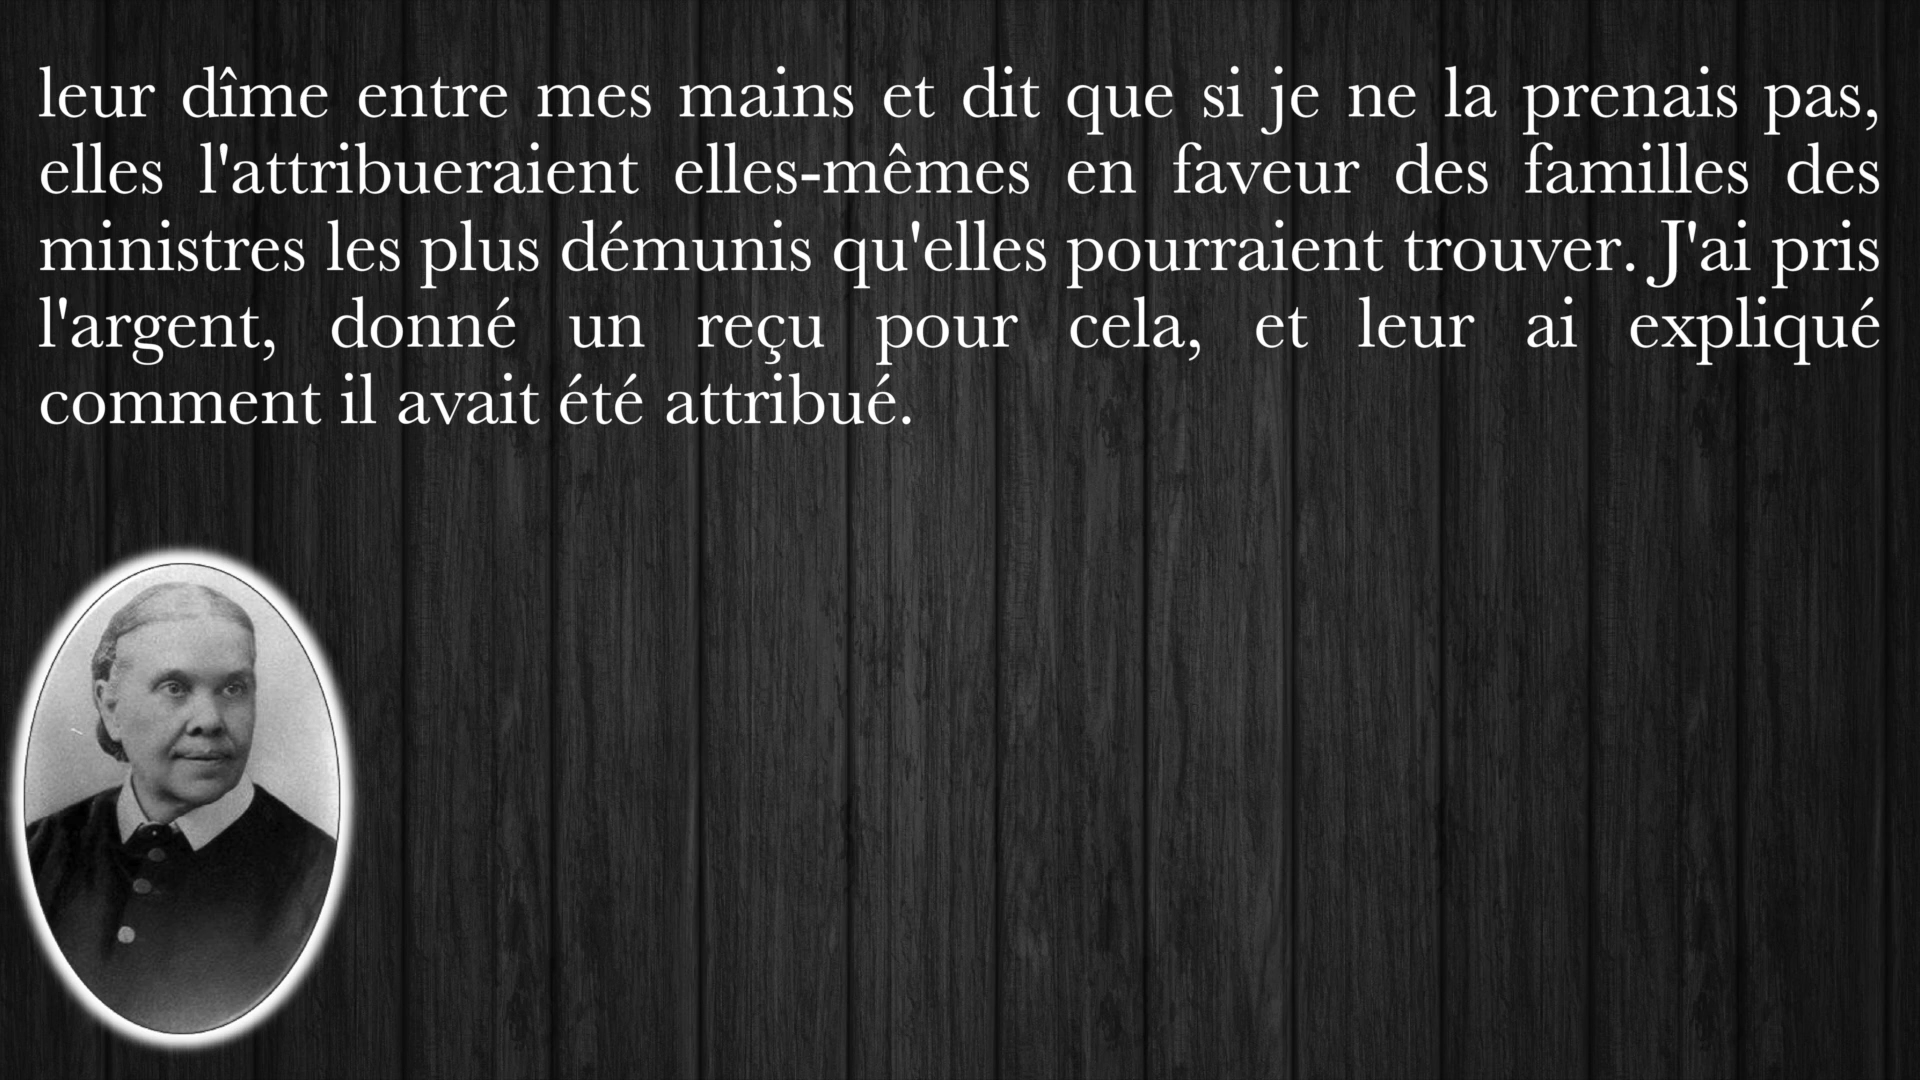 leur dîme entre mes mains et dit que si je ne la prenais pas,
elles l'attribueraient elles-mêmes en faveur des familles des
ministres les plus démunis qu'elles pourraient trouver. J'ai pris
l'argent, donné un reçu pour cela, et leur ai expliqué
comment il avait été attribué.